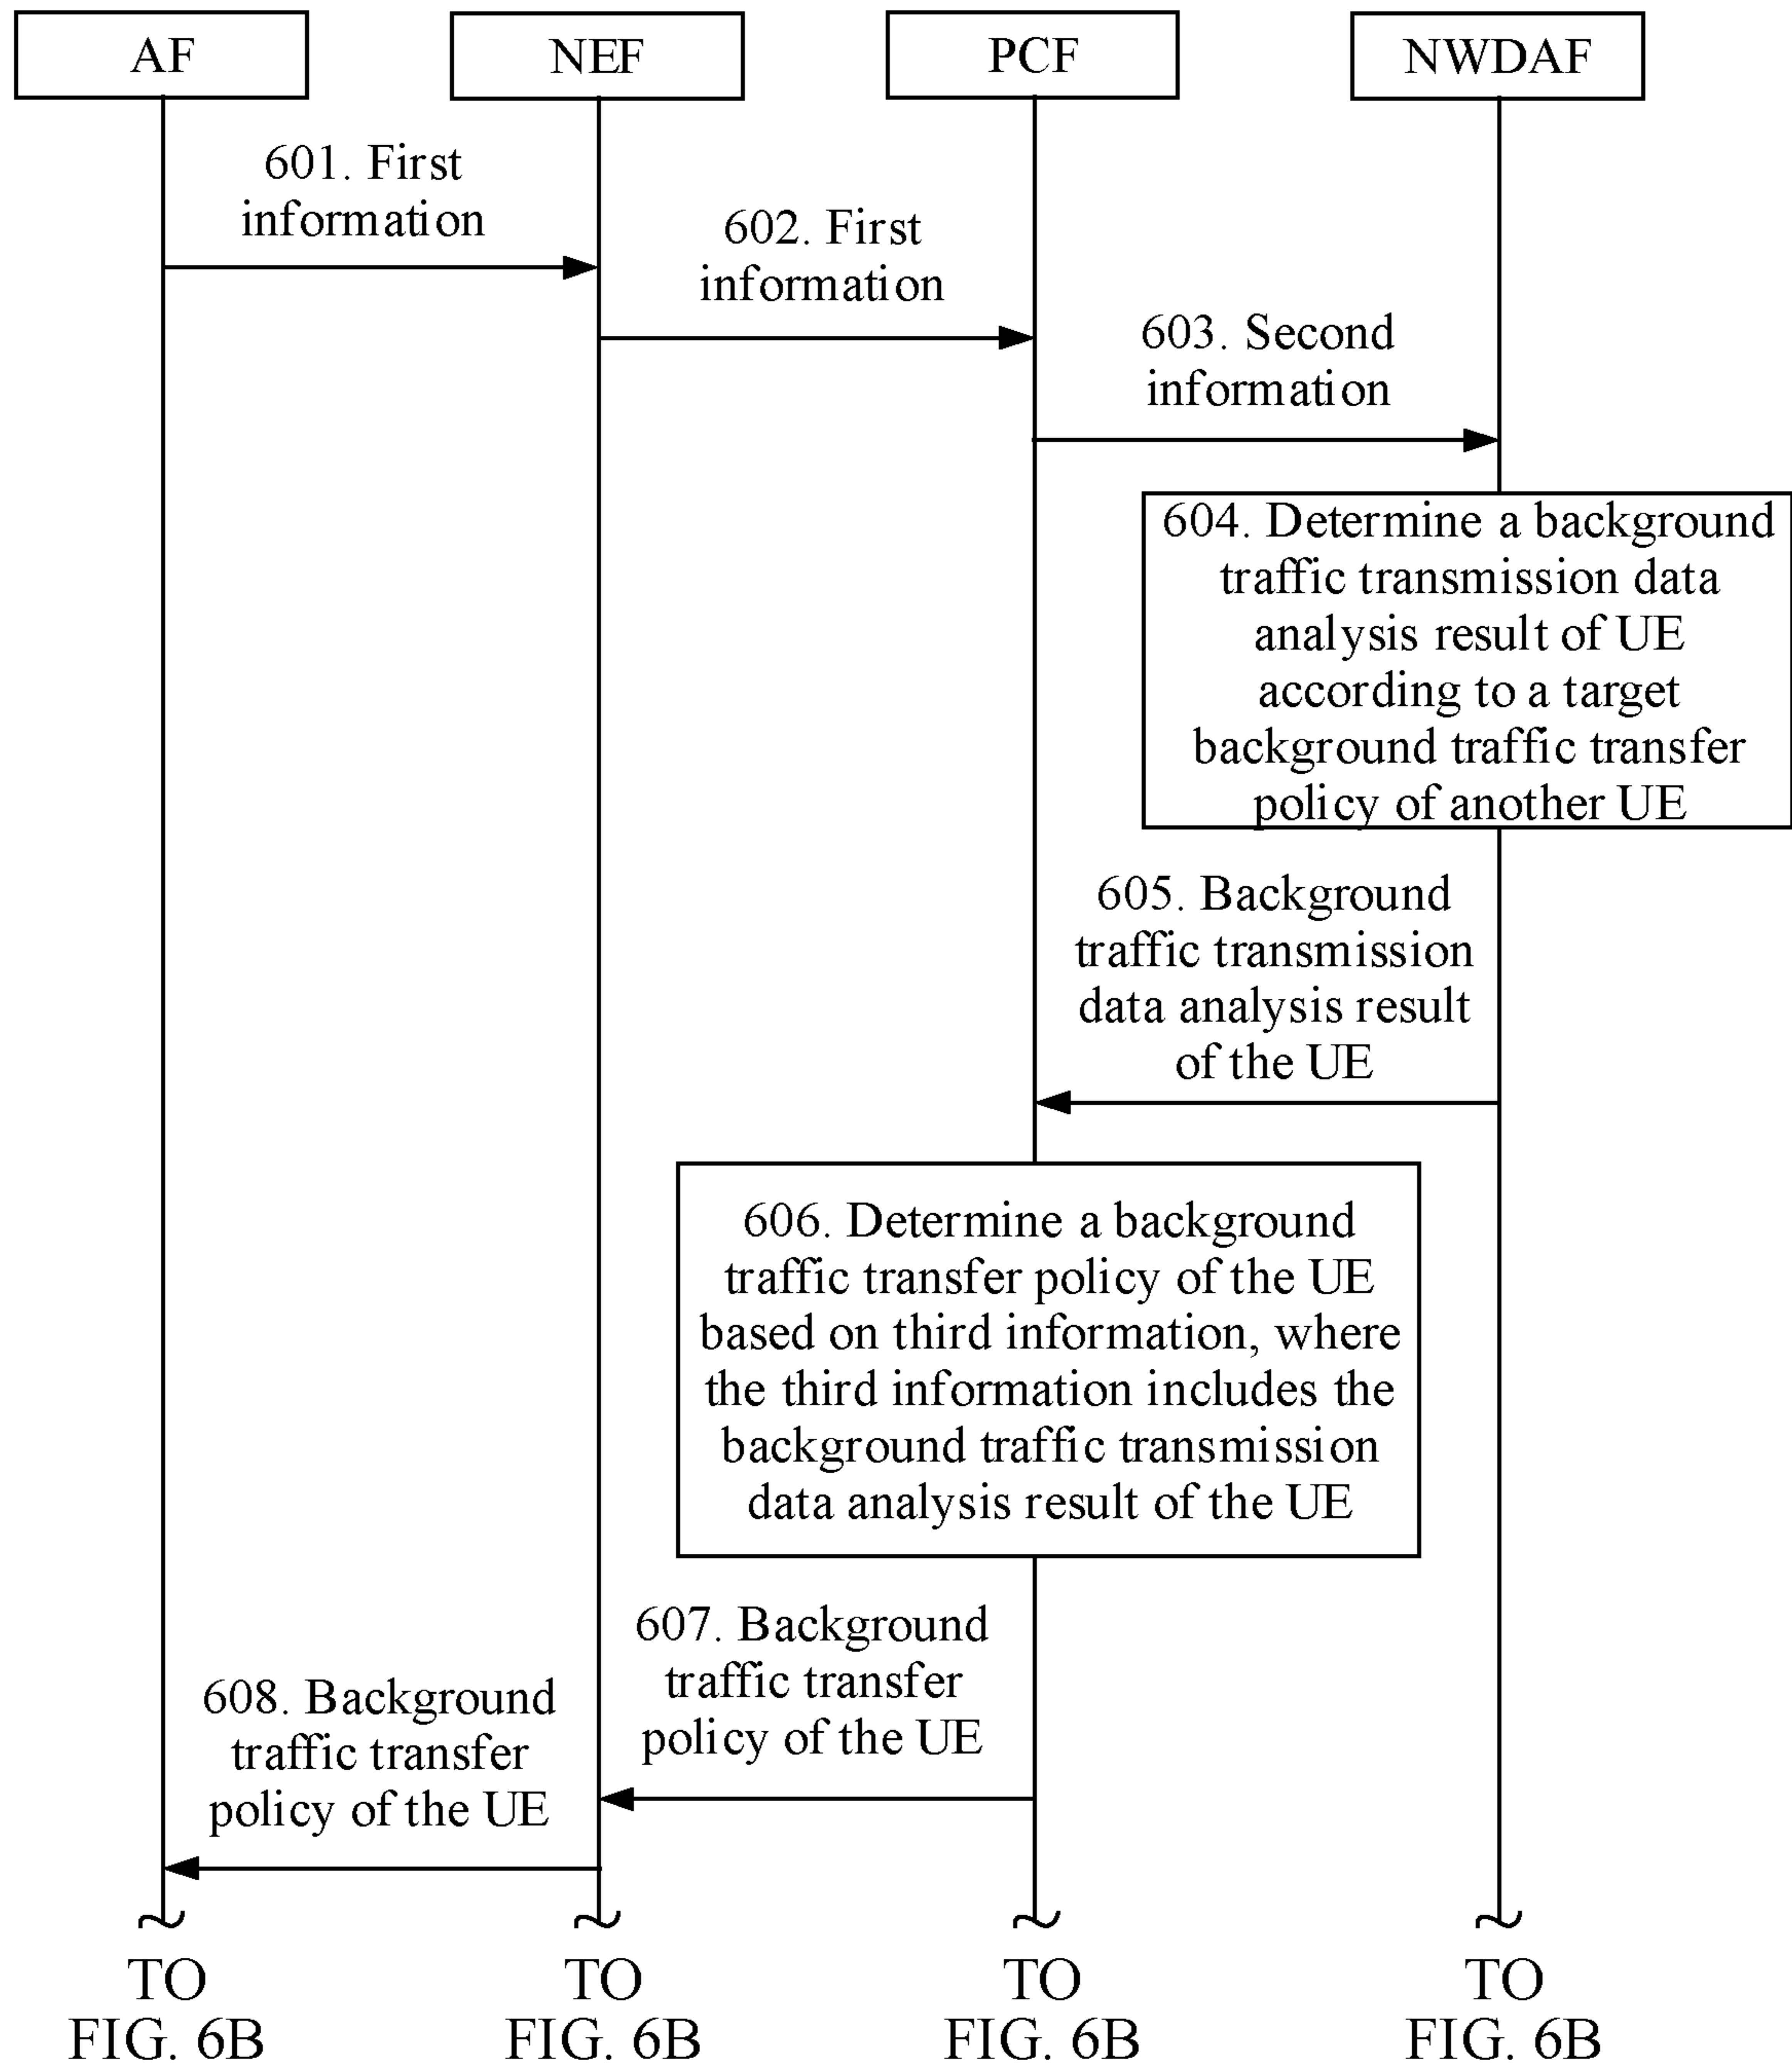 AF
NEF
PCF
NWDAF
601. First
information
602. First
information
603. Second
information
604. Determine a background
traffic transmission data
analysis result of UE
according to a target
background traffic transfer
policy of another UE
605. Background
traffic transmission
data analysis result
of the UE
606. Determine a background
traffic transfer policy of the UE
based on third information, where
the third information includes the
background traffic transmission
data analysis result of the UE
607. Background
traffic transfer
policy of the UE
608. Background
traffic transfer
policy of the UE
TO
FIG. 6B
TO
FIG. 6B
TO
FIG. 6B
TO
FIG. 6B